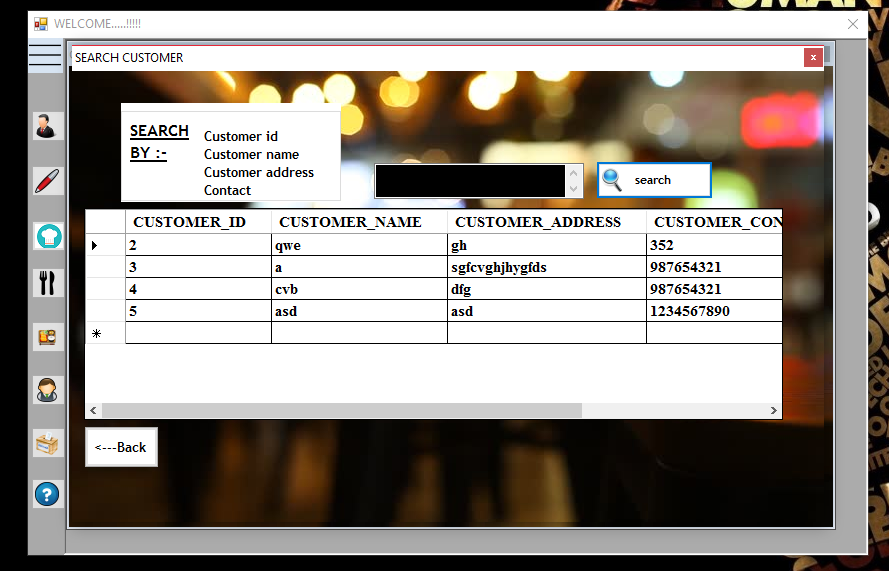 WELCOME.....!!!!!
SEARCH CUSTOMER
x
SEARCH
BY :-
Customer id
Customer name
Customer address
Contact
search
CUSTOMER_ID CUSTOMER_NAME CUSTOMER_ADDRESS CUSTOMER_CON
2 qwe gh 352
3 a sgfcvghjhygfds 987654321
4 cvb dfg 987654321
5 asd asd 1234567890
<---Back
?